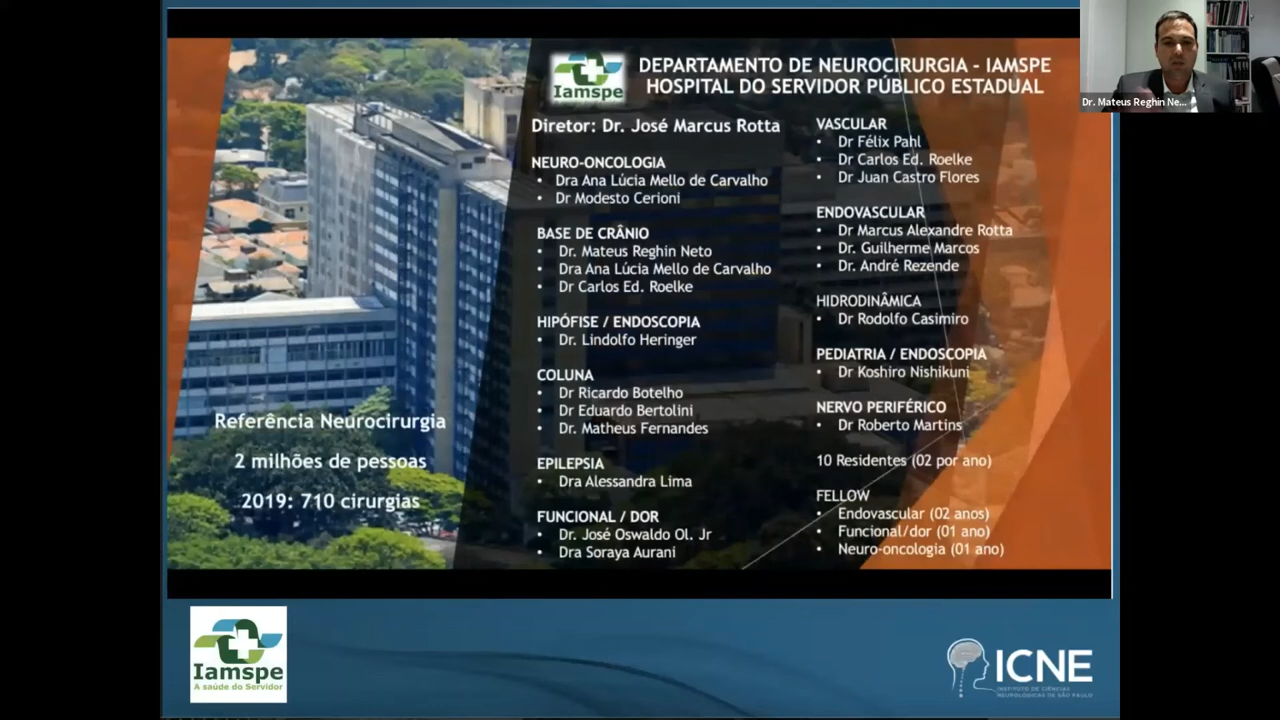 Iamspe
DEPARTAMENTO DE NEUROCIRURGIA - IAMSPE
HOSPITAL DO SERVIDOR PÚBLICO ESTADUAL
Diretor: Dr. José Marcus Rotta
NEURO-ONCOLOGIA
• Dra Ana Lúcia Mello de Carvalho
• Dr Modesto Cerioni
BASE DE CRÂNIO
• Dr. Mateus Reghin Neto
• Dra Ana Lúcia Mello de Carvalho
• Dr Carlos Ed. Roelke
HIPÓFISE / ENDOSCOPIA
• Dr. Lindolfo Heringer
COLUNA
• Dr Ricardo Botelho
• Dr Eduardo Bertolini
• Dr. Matheus Fernandes
EPILEPSIA
• Dra Alessandra Lima
FUNCIONAL / DOR
• Dr. José Oswaldo Ol. Jr
• Dra Soraya Aurani
VASCULAR
• Dr Félix Pahl
• Dr Carlos Ed. Roelke
• Dr Juan Castro Flores
ENDOVASCULAR
• Dr Marcus Alexandre Rotta
• Dr. Guilherme Marcos
• Dr. André Rezende
HIDRODINÂMICA
• Dr Rodolfo Casimiro
PEDIATRIA / ENDOSCOPIA
• Dr Koshiro Nishikuni
NERVO PERIFÉRICO
• Dr Roberto Martins
10 Residentes (02 por ano)
FELLOW
• Endovascular (02 anos)
• Funcional/dor (01 ano)
• Neuro-oncologia (01 ano)
Referência Neurocirurgia
2 milhões de pessoas
2019: 710 cirurgias
Dr. Mateus Reghin Ne...
Iamspe
A saúde do Servidor
ICNE
INSTITUTO DE CIÊNCIAS
NEUROLÓGICAS DE SÃO PAULO